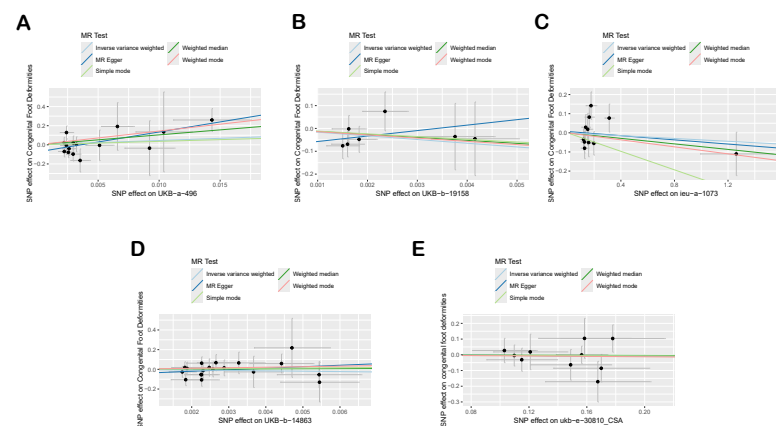 A
MR Test
Inverse variance weighted
Weighted median
MR Egger
Weighted mode
Simple mode
SNP effect on Congenital Foot Deformities
0.4
0.2
0.0
-0.2
0.005
0.010
0.015
SNP effect on UKB-a-496
B
MR Test
Inverse variance weighted
Weighted median
MR Egger
Weighted mode
Simple mode
SNP effect on Congenital Foot Deformities
0.1
0.0
-0.1
-0.2
0.001
0.002
0.003
0.004
0.005
SNP effect on UKB-b-19158
C
MR Test
Inverse variance weighted
Weighted median
MR Egger
Weighted mode
Simple mode
SNP effect on Congenital Foot Deformities
0.2
0.1
0.0
-0.1
-0.2
0.4
0.8
1.2
SNP effect on ieu-a-1073
D
MR Test
Inverse variance weighted
Weighted median
MR Egger
Weighted mode
Simple mode
SNP effect on Congenital Foot Deformities
0.4
0.2
0.0
-0.2
0.002
0.003
0.004
0.005
0.006
SNP effect on UKB-b-14863
E
MR Test
Inverse variance weighted
Weighted median
MR Egger
Weighted mode
Simple mode
SNP effect on congenital foot deformities
0.2
0.1
0.0
-0.1
-0.2
-0.3
0.08
0.12
0.16
0.20
SNP effect on ukb-e-30810_CSA